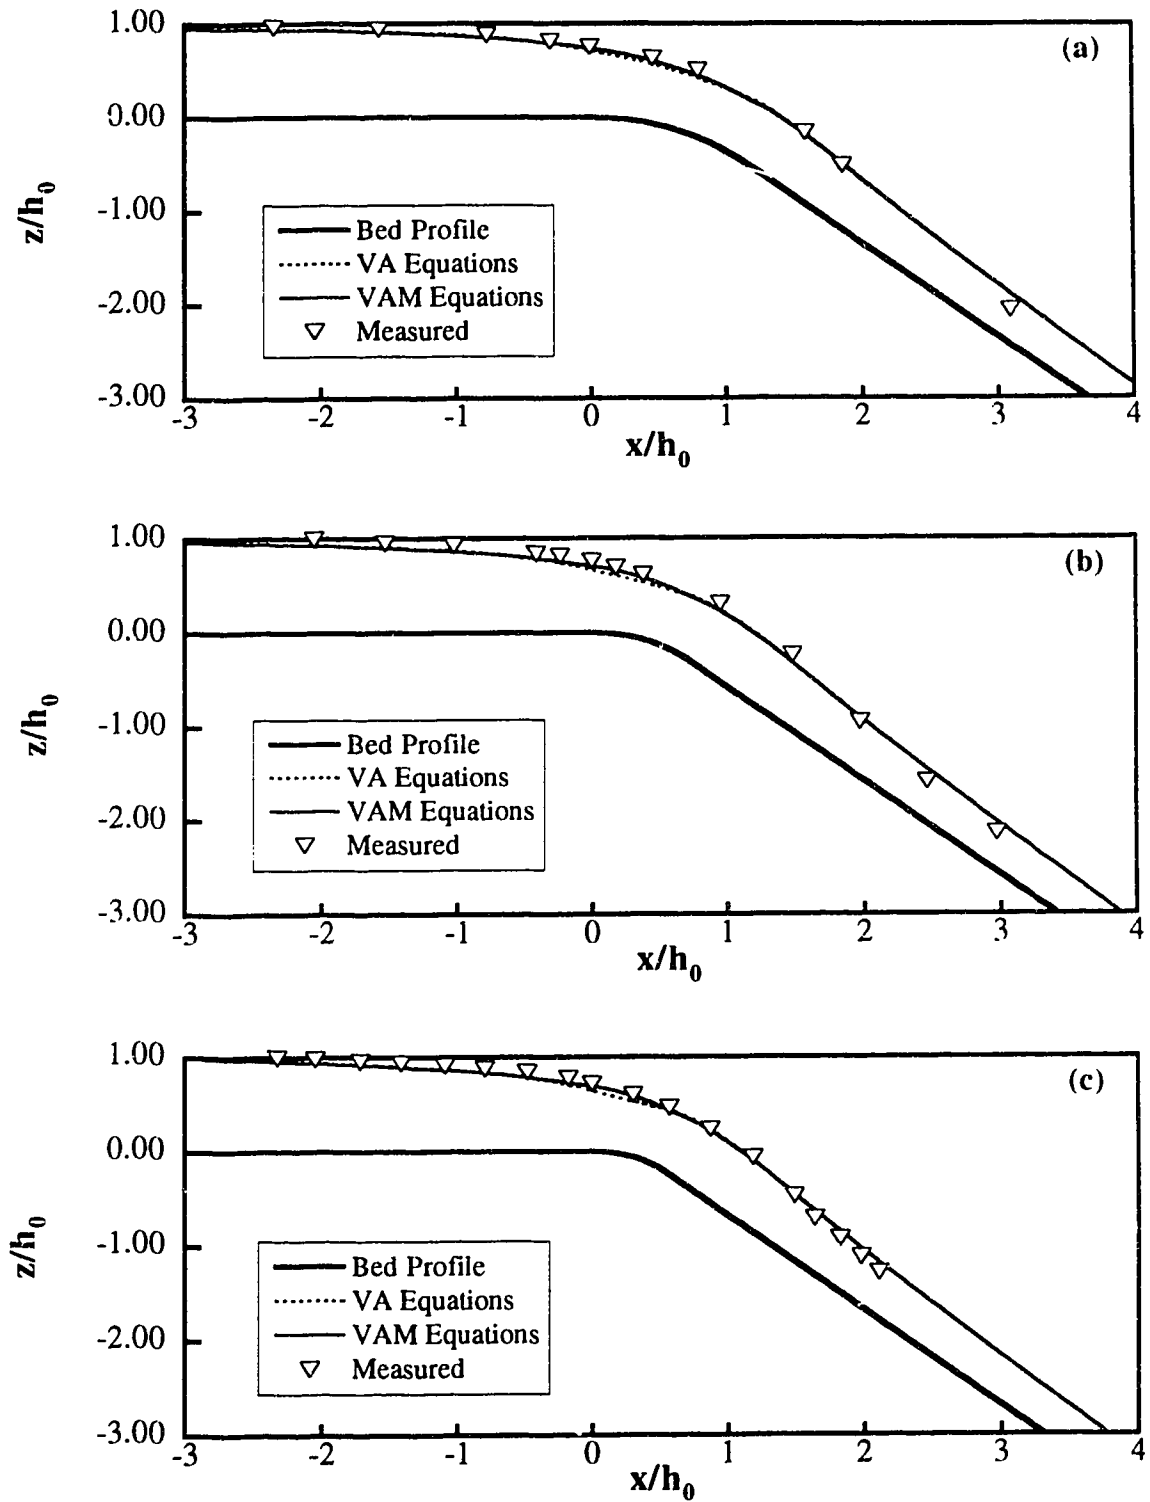 1.00
(a)
0.00
-1.00
-2.00
-3.00
z/h0
Bed Profile
VA Equations
VAM Equations
Measured
-3 -2 -1 0 1 2 3 4
x/h0
1.00
(b)
0.00
-1.00
-2.00
-3.00
z/h0
Bed Profile
VA Equations
VAM Equations
Measured
-3 -2 -1 0 1 2 3 4
x/h0
1.00
(c)
0.00
-1.00
-2.00
-3.00
z/h0
Bed Profile
VA Equations
VAM Equations
Measured
-3 -2 -1 0 1 2 3 4
x/h0